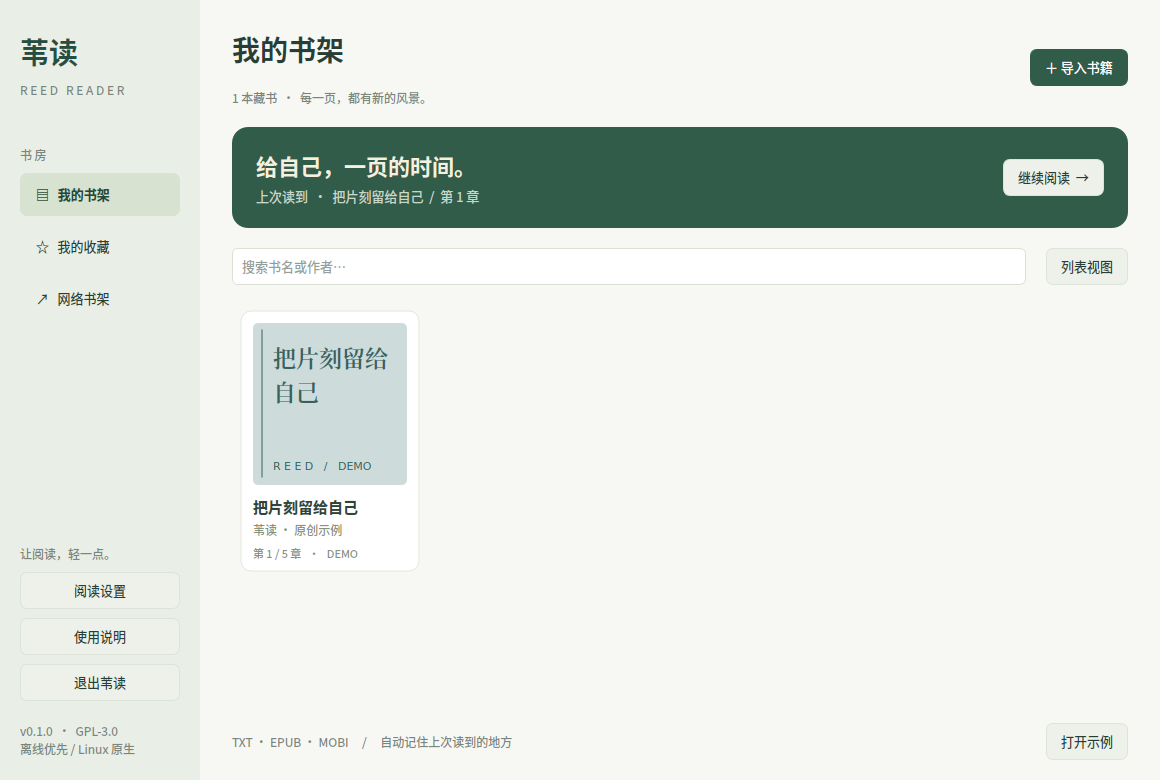 苇读
REED READER
书房
我的书架
我的收藏
网络书架
让阅读，轻一点。
阅读设置
使用说明
退出苇读
v0.1.0 · GPL-3.0
离线优先 / Linux 原生
我的书架
1 本藏书 · 每一页，都有新的风景。
＋ 导入书籍
给自己，一页的时间。
上次读到 · 把片刻留给自己 / 第 1 章
继续阅读 →
搜索书名或作者…
列表视图
把片刻留给
自己
REED / DEMO
把片刻留给自己
苇读 · 原创示例
第 1 / 5 章 · DEMO
TXT · EPUB · MOBI / 自动记住上次读到的地方
打开示例